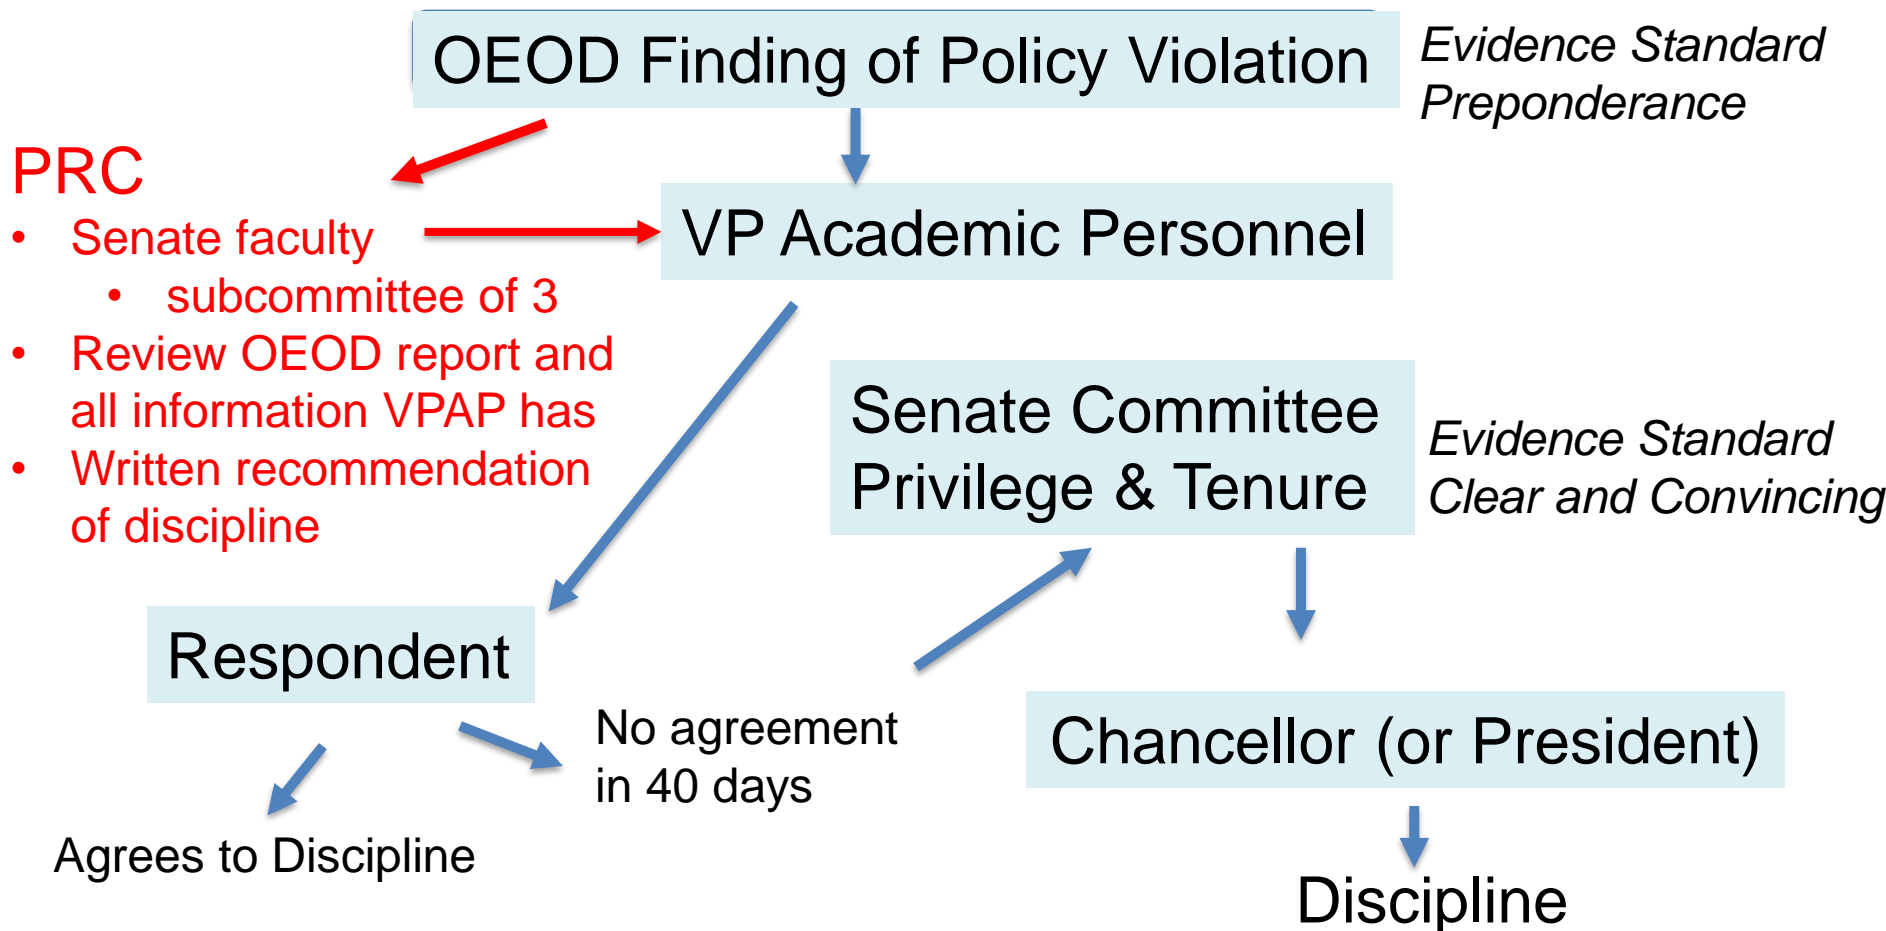 OEOD Finding of Policy Violation
Evidence Standard
Preponderance
PRC
• Senate faculty
• subcommittee of 3
• Review OEOD report and
all information VPAP has
• Written recommendation
of discipline
VP Academic Personnel
Senate Committee
Privilege & Tenure
Evidence Standard
Clear and Convincing
Respondent
No agreement
in 40 days
Agrees to Discipline
Chancellor (or President)
Discipline